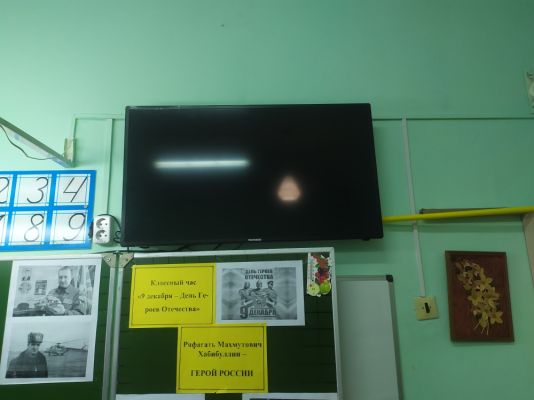 2 3 4
1 8 9
Классный час
«9 декабря – День Ге-
роев Отечества»
ДЕНЬ ГЕРОЕВ
ОТЕЧЕСТВА
9
ДЕКАБРЯ
Рафагать Махмутович
Хабибуллин –
ГЕРОЙ РОССИИ